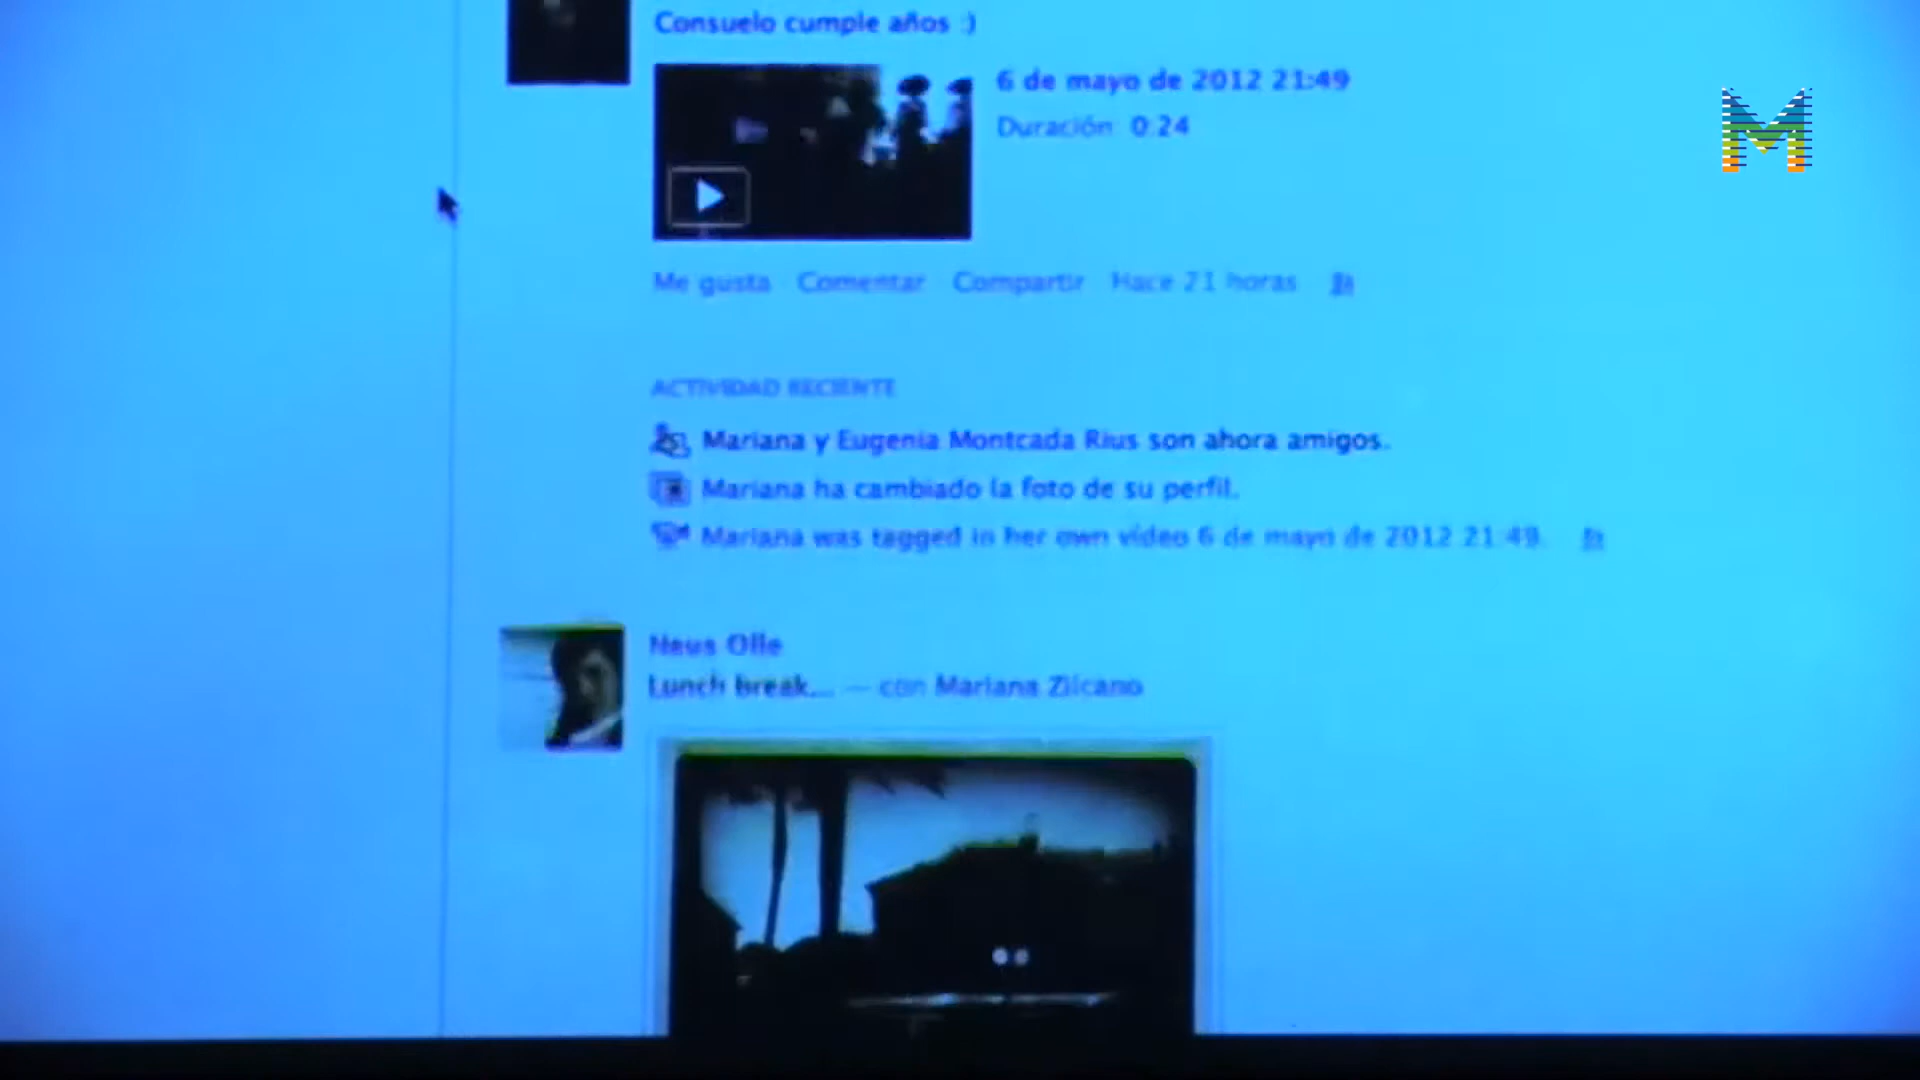 Consuelo cumple años :)
6 de mayo de 2012 21:49
Duración 0:24
Me gusta · Comentar · Compartir · Hace 21 horas
ACTIVIDAD RECIENTE
Mariana y Eugenia Montcada Rius son ahora amigos.
Mariana ha cambiado la foto de su perfil.
Mariana was tagged in her own vídeo 6 de mayo de 2012 21:49.
Neus Olle
Lunch break... — con Mariana Zilcano
M